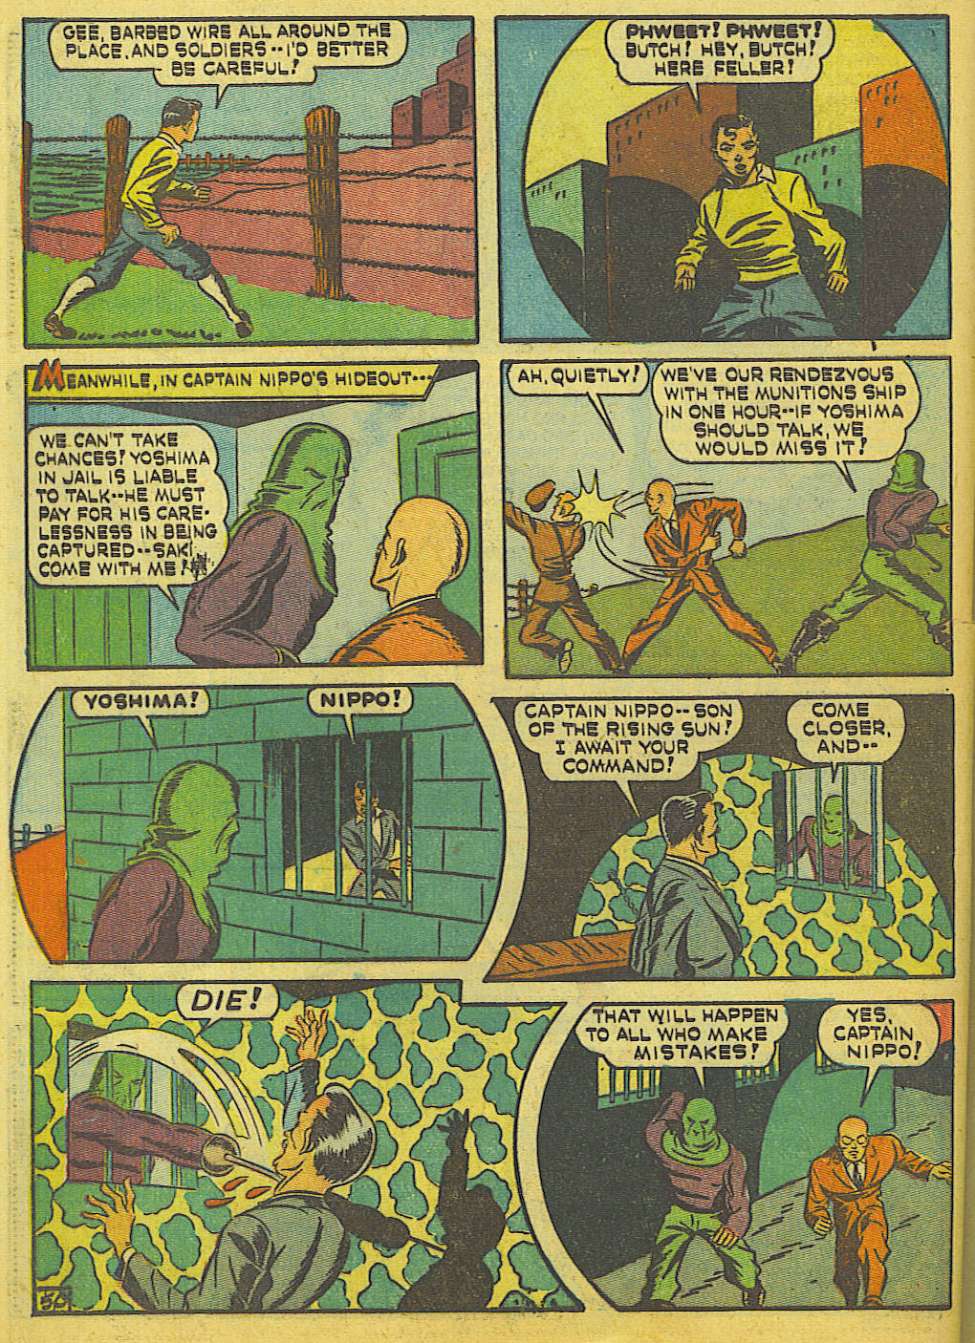 GEE, BARBED WIRE ALL AROUND THE
PLACE, AND SOLDIERS--I'D BETTER
BE CAREFUL!
PHWEET! PHWEET!
BUTCH! HEY, BUTCH!
HERE FELLER!
MEANWHILE, IN CAPTAIN NIPPO'S HIDEOUT---
WE CAN'T TAKE
CHANCES! YOSHIMA
IN JAIL IS LIABLE
TO TALK--HE MUST
PAY FOR HIS CARE-
LESSNESS IN BEING
CAPTURED--SAKI,
COME WITH ME!
AH, QUIETLY!
WE'VE OUR RENDEZVOUS
WITH THE MUNITIONS SHIP
IN ONE HOUR--IF YOSHIMA
SHOULD TALK, WE
WOULD MISS IT!
YOSHIMA!
NIPPO!
CAPTAIN NIPPO--SON
OF THE RISING SUN!
I AWAIT YOUR
COMMAND!
COME
CLOSER,
AND--
DIE!
THAT WILL HAPPEN
TO ALL WHO MAKE
MISTAKES!
YES,
CAPTAIN
NIPPO!